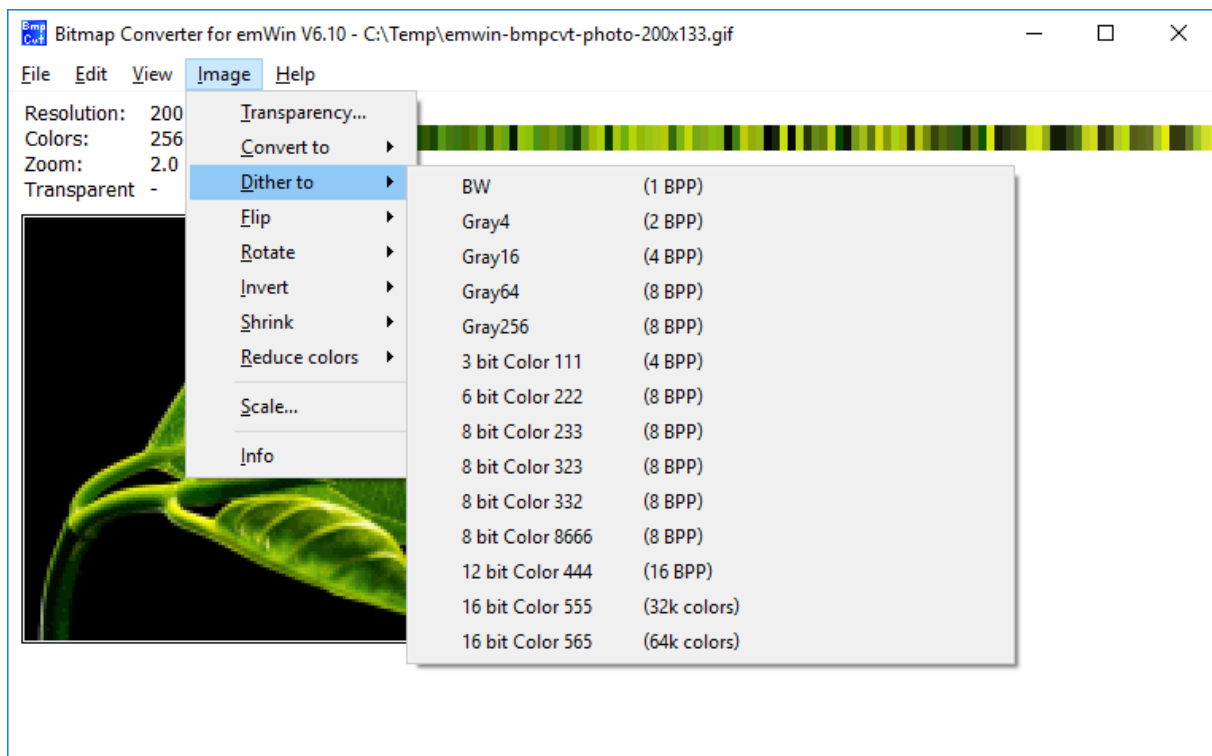 Bmp Cvt Bitmap Converter for emWin V6.10 - C:\Temp\emwin-bmpcvt-photo-200x133.gif
File Edit View Image Help
Resolution: 200
Colors: 256
Zoom: 2.0
Transparent -
Transparency...
Convert to
Dither to
Flip
Rotate
Invert
Shrink
Reduce colors
Scale...
Info
BW (1 BPP)
Gray4 (2 BPP)
Gray16 (4 BPP)
Gray64 (8 BPP)
Gray256 (8 BPP)
3 bit Color 111 (4 BPP)
6 bit Color 222 (8 BPP)
8 bit Color 233 (8 BPP)
8 bit Color 323 (8 BPP)
8 bit Color 332 (8 BPP)
8 bit Color 8666 (8 BPP)
12 bit Color 444 (16 BPP)
16 bit Color 555 (32k colors)
16 bit Color 565 (64k colors)